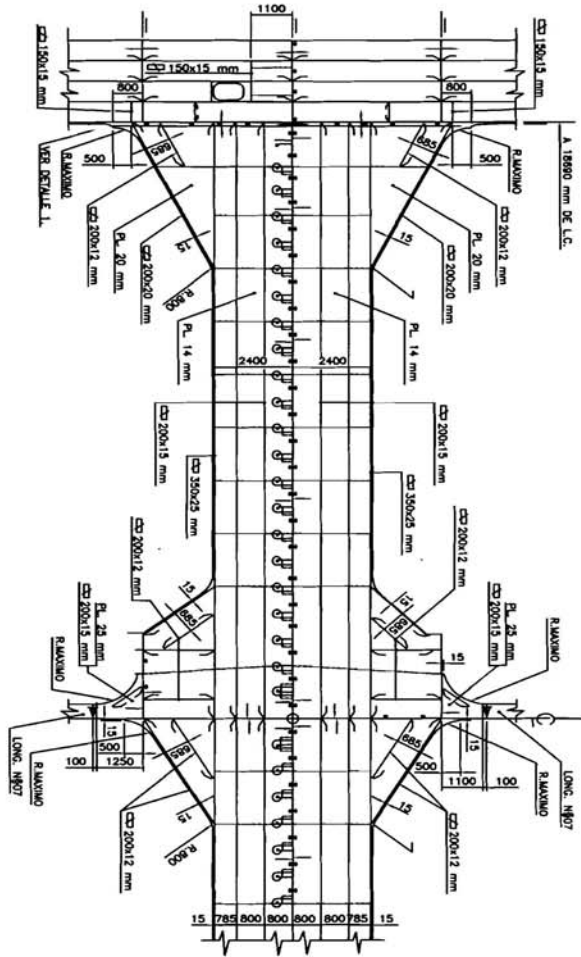 1100
150x15 mm
150x15 mm
150x15 mm
800
800
R.MAXIMO
500
VER DETALLE 1.
685
685
R.MAXIMO
500
A 18690 mm DE L.C.
200x12 mm
PL. 20 mm
200x20 mm
15
R.800
PL. 14 mm
200x12 mm
PL. 20 mm
200x20 mm
15
PL. 14 mm
2400
2400
200x15 mm
350x25 mm
200x15 mm
350x25 mm
200x12 mm
15
685
200x12 mm
15
685
15
PL. 25 mm
200x15 mm
R.MAXIMO
PL. 25 mm
200x15 mm
R.MAXIMO
15
500
100
1250
LONG. Nº07
R.MAXIMO
685
200x12 mm
15
R.800
15
500
1100
100
R.MAXIMO
LONG. Nº07
685
15
200x12 mm
15
785
800
800
800
800
785
15